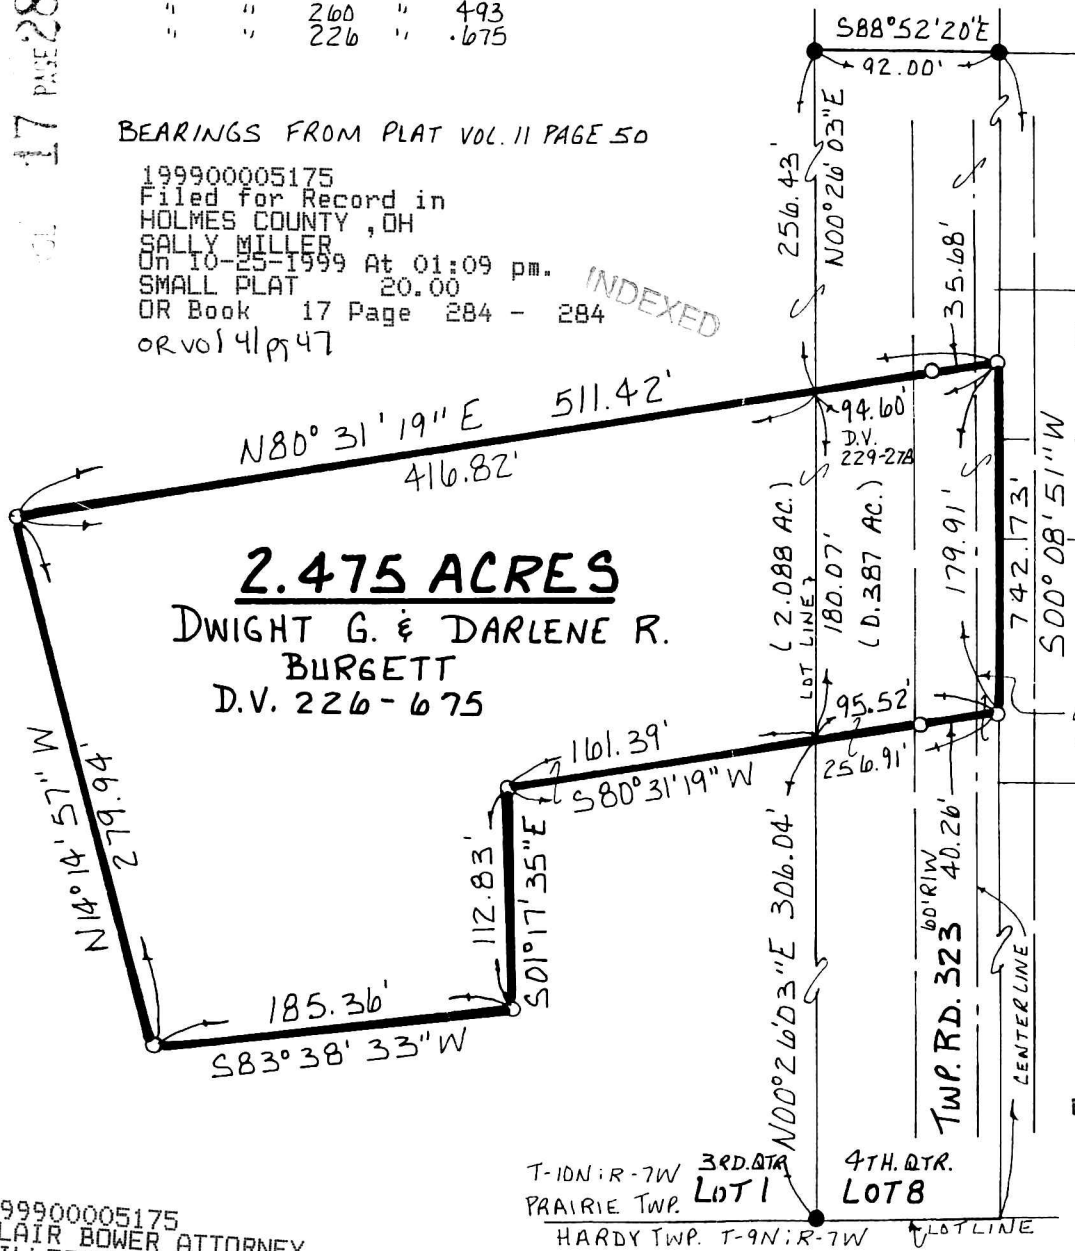 " " 260 " 493
" " 226 " .675
17 PAGE 28
VOL
BEARINGS FROM PLAT VOL. 11 PAGE 50
199900005175
Filed for Record in
HOLMES COUNTY ,OH
SALLY MILLER
On 10-25-1999 At 01:09 pm.
SMALL PLAT 20.00
OR Book 17 Page 284 - 284
OR VOl 41 pg 47
INDEXED
S88°52'20"E
92.00'
256.43'
N00°26'03"E
35.68'
N80°31'19"E 511.42'
416.82'
94.60'
D.V.
229-278
2.475 ACRES
DWIGHT G. & DARLENE R.
BURGETT
D.V. 226-675
(2.088 AC.)
LOT LINE
180.07'
(0.387 AC.)
179.91'
742.73'
S00°08'51"W
N14°14'57"W
279.94'
161.39'
S80°31'19"W
95.52'
256.91'
112.83'
S01°17'35"E
185.36'
S83°38'33"W
N00°26'03"E 306.04'
60' R/W
40.26'
TWP. RD. 323
CENTERLINE
T-10N; R-7W 3RD. QTR. 4TH. QTR.
PRAIRIE TWP. LOT 1 LOT 8
HARDY TWP. T-9N; R-7W LOT LINE
99900005175
LAIR BOWER ATTORNEY